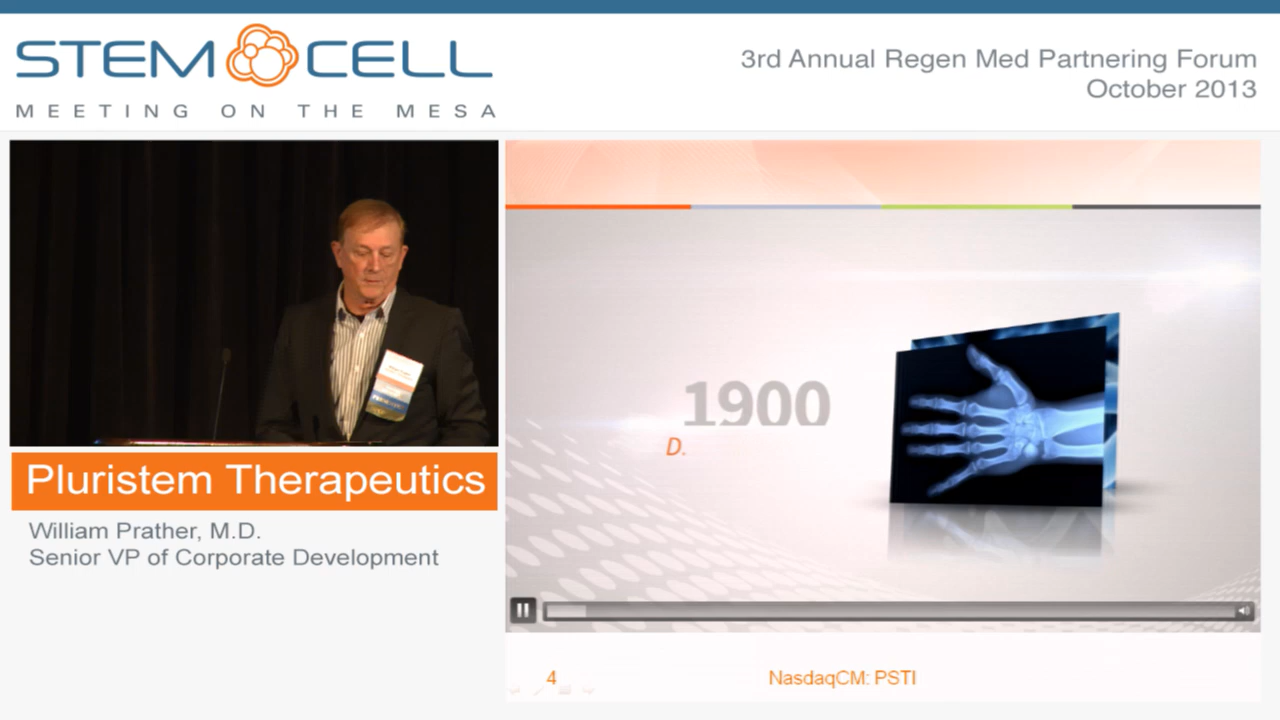 STEM CELL
MEETING ON THE MESA
3rd Annual Regen Med Partnering Forum
October 2013
1900
D.
Pluristem Therapeutics
William Prather, M.D.
Senior VP of Corporate Development
4
NasdaqCM: PSTI